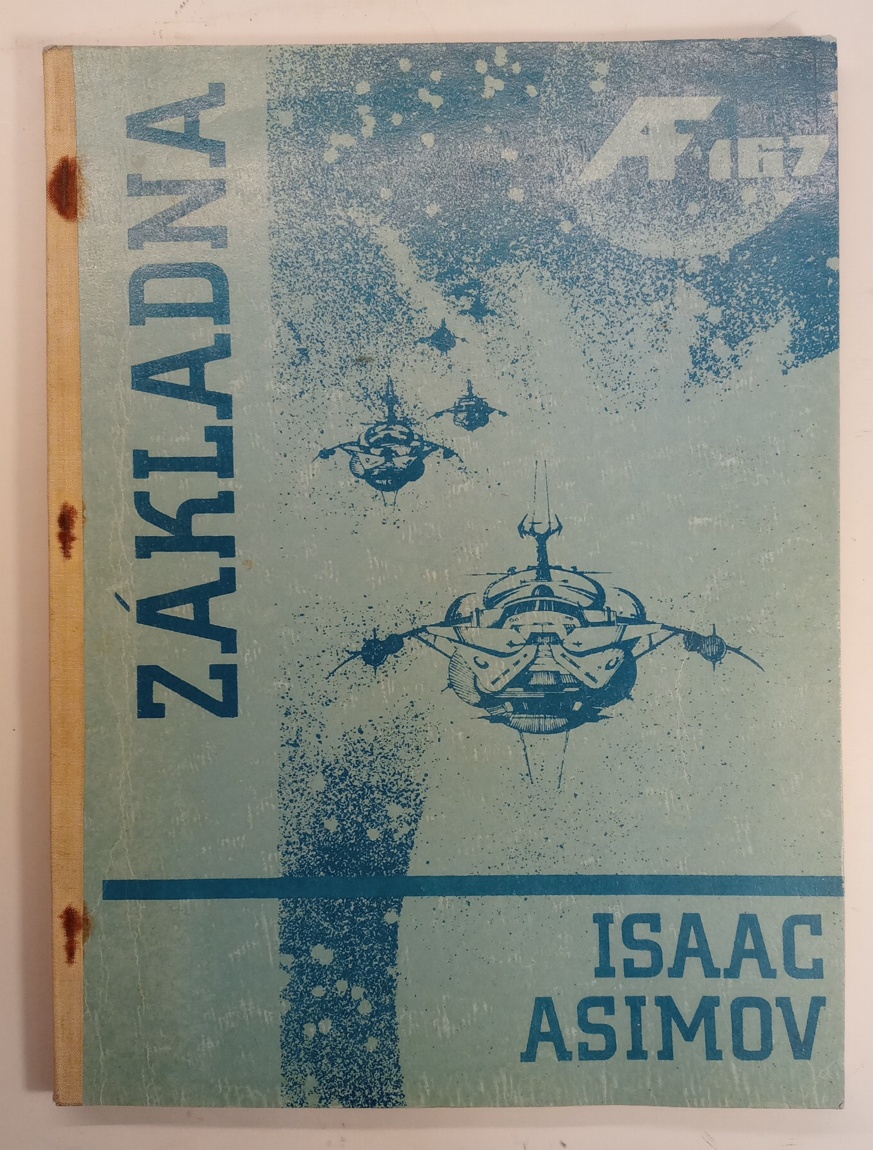 ZÁKLADNA
AF 167
ISAAC
ASIMOV